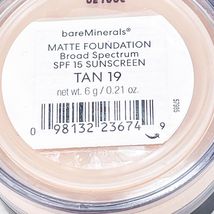 bareMinerals®
MATTE FOUNDATION
Broad Spectrum
SPF 15 SUNSCREEN
TAN 19
net wt. 6 g / 0.21 oz.
0 98132 23674 9